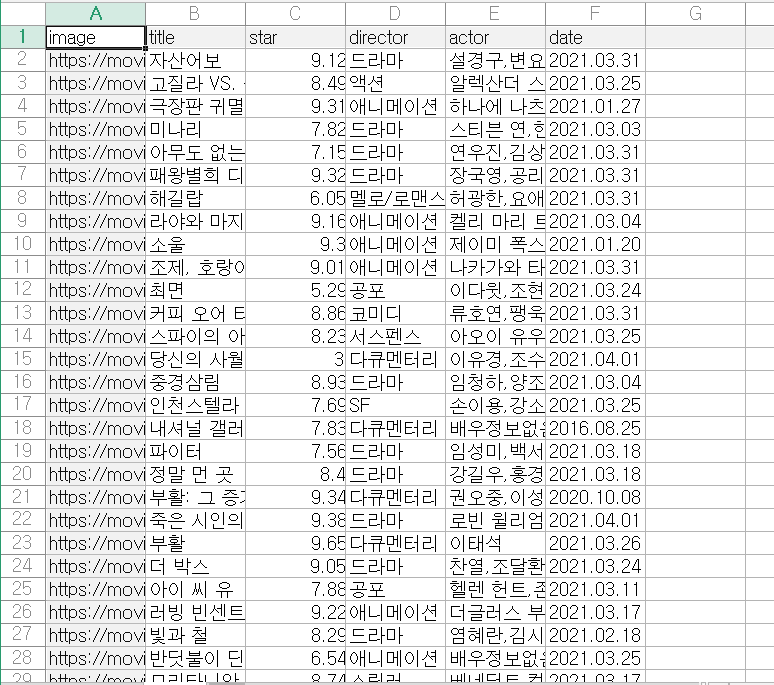 A B C D E F G
1 image title star director actor date
2 https://movi 자산어보 9.12 드라마 설경구,변요 2021.03.31
3 https://movi 고질라 VS. 8.49 액션 알렉산더 스 2021.03.25
4 https://movi 극장판 귀멸 9.31 애니메이션 하나에 나츠 2021.01.27
5 https://movi 미나리 7.82 드라마 스티븐 연,한 2021.03.03
6 https://movi 아무도 없는 7.15 드라마 연우진,김상 2021.03.31
7 https://movi 패왕별희 디 9.32 드라마 장국영,공리 2021.03.31
8 https://movi 해길랍 6.05 멜로/로맨스 허광한,요애 2021.03.31
9 https://movi 라야와 마지 9.16 애니메이션 켈리 마리 트 2021.03.04
10 https://movi 소울 9.3 애니메이션 제이미 폭스 2021.01.20
11 https://movi 조제, 호랑이 9.01 애니메이션 나카가와 타 2021.03.31
12 https://movi 최면 5.29 공포 이다윗,조현 2021.03.24
13 https://movi 커피 오어 티 8.86 코미디 류호연,팽욱 2021.03.31
14 https://movi 스파이의 아 8.23 서스펜스 아오이 유우 2021.03.25
15 https://movi 당신의 사월 3 다큐멘터리 이유경,조수 2021.04.01
16 https://movi 중경삼림 8.93 드라마 임청하,양조 2021.03.04
17 https://movi 인천스텔라 7.69 SF 손이용,강소 2021.03.25
18 https://movi 내셔널 갤러 7.83 다큐멘터리 배우정보없음 2016.08.25
19 https://movi 파이터 7.56 드라마 임성미,백서 2021.03.18
20 https://movi 정말 먼 곳 8.4 드라마 강길우,홍경 2021.03.18
21 https://movi 부활: 그 증거 9.34 다큐멘터리 권오중,이성 2020.10.08
22 https://movi 죽은 시인의 9.38 드라마 로빈 윌리엄 2021.04.01
23 https://movi 부활 9.65 다큐멘터리 이태석 2021.03.26
24 https://movi 더 박스 9.05 드라마 찬열,조달환 2021.03.24
25 https://movi 아이 씨 유 7.88 공포 헬렌 헌트,존 2021.03.11
26 https://movi 러빙 빈센트 9.22 애니메이션 더글러스 부 2021.03.17
27 https://movi 빛과 철 8.29 드라마 염혜란,김시 2021.02.18
28 https://movi 반딧불이 딘 6.54 애니메이션 배우정보없음 2021.03.25
29 https://movi 모리타니안 8.74 스릴러 베네딕트 컴 2021.03.17